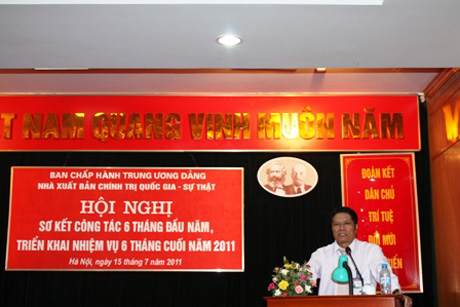 T NAM QUANG VINH MUÔN NĂM
BAN CHẤP HÀNH TRUNG ƯƠNG ĐẢNG
NHÀ XUẤT BẢN CHÍNH TRỊ QUỐC GIA - SỰ THẬT
HỘI NGHỊ
SƠ KẾT CÔNG TÁC 6 THÁNG ĐẦU NĂM,
TRIỂN KHAI NHIỆM VỤ 6 THÁNG CUỐI NĂM 2011
Hà Nội, ngày 15 tháng 7 năm 2011
ĐOÀN KẾT
DÂN CHỦ
TRÍ TUỆ
ĐỔI MỚI